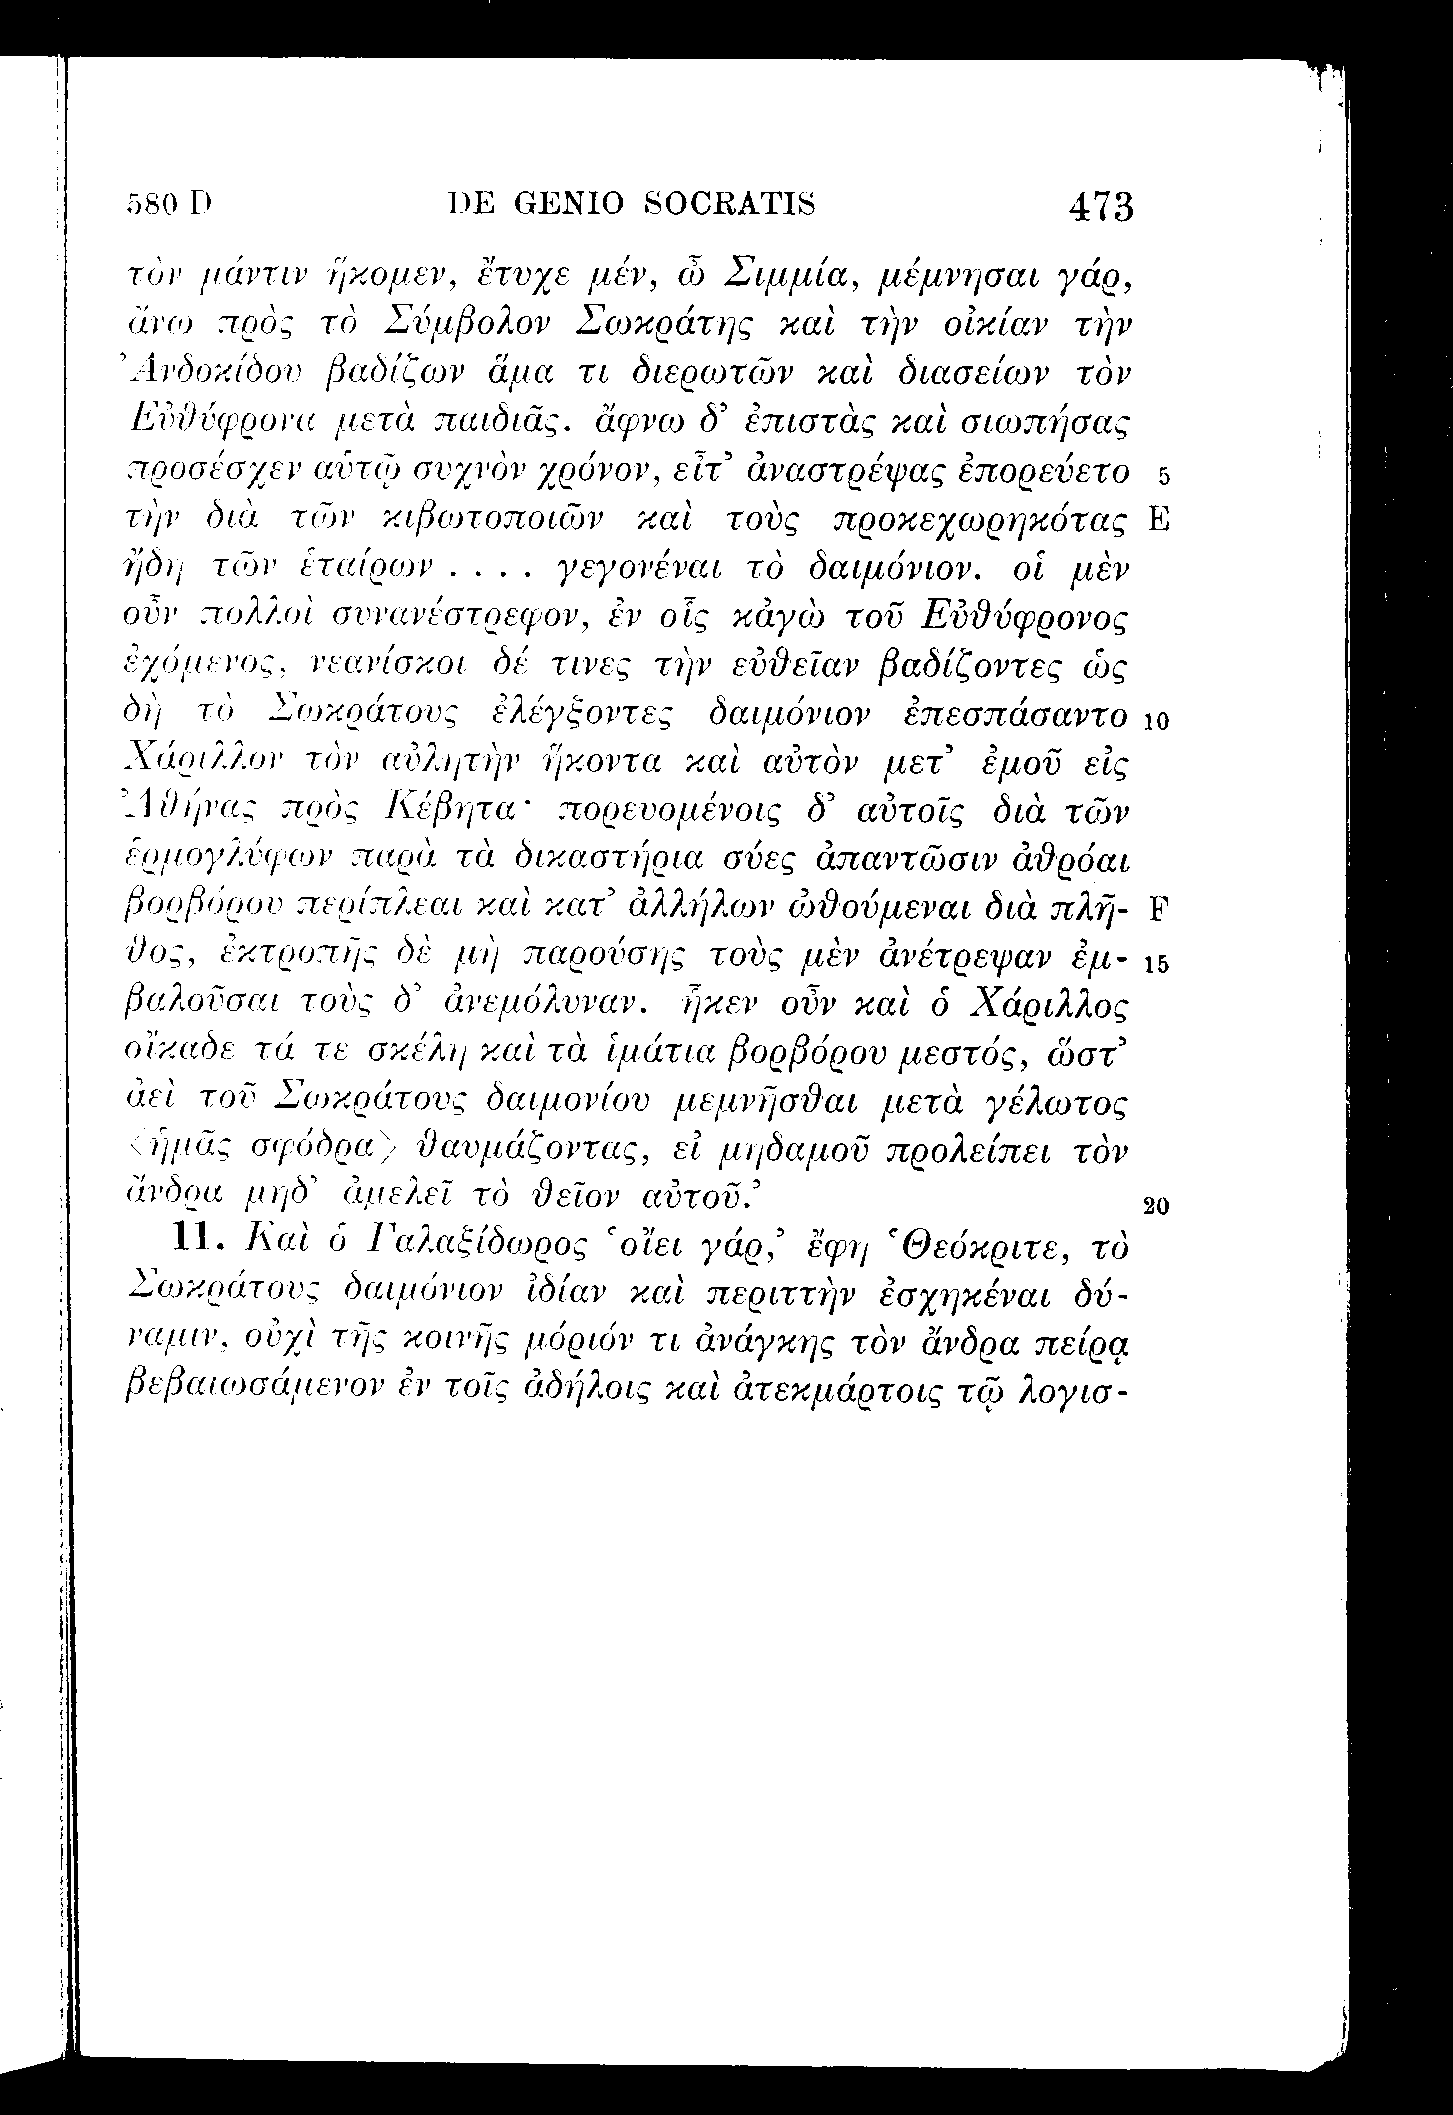 580 D DE GENIO SOCRATIS 473
τὸν μάντιν ἥκομεν, ἔτυχε μέν, ὦ Σιμμία, μέμνησαι γάρ,
ἄνω πρὸς τὸ Σύμβολον Σωκράτης καὶ τὴν οἰκίαν τὴν
Ἀνδοκίδου βαδίζων ἅμα τι διερωτῶν καὶ διασείων τὸν
Εὐθύφρονα μετὰ παιδιᾶς. ἄφνω δ’ ἐπιστὰς καὶ σιωπήσας
προσέσχεν αὑτῷ συχνὸν χρόνον, εἶτ’ ἀναστρέψας ἐπορεύετο 5
τὴν διὰ τῶν κιβωτοποιῶν καὶ τοὺς προκεχωρηκότας E
ἤδη τῶν ἑταίρων . . . . γεγονέναι τὸ δαιμόνιον. οἱ μὲν
οὖν πολλοὶ συνανέστρεφον, ἐν οἷς κἀγὼ τοῦ Εὐθύφρονος
ἐχόμενος, νεανίσκοι δέ τινες τὴν εὐθεῖαν βαδίζοντες ὡς
δὴ τὸ Σωκράτους ἐλέγξοντες δαιμόνιον ἐπεσπάσαντο 10
Χάριλλον τὸν αὐλητὴν ἥκοντα καὶ αὐτὸν μετ’ ἐμοῦ εἰς
Ἀθήνας πρὸς Κέβητα· πορευομένοις δ’ αὐτοῖς διὰ τῶν
ἑρμογλύφων παρὰ τὰ δικαστήρια σύες ἀπαντῶσιν ἀθρόαι
βορβόρου περίπλεαι καὶ κατ’ ἀλλήλων ὠθούμεναι διὰ πλῆ- F
θος, ἐκτροπῆς δὲ μὴ παρούσης τοὺς μὲν ἀνέτρεψαν ἐμ- 15
βαλοῦσαι τοὺς δ’ ἀνεμόλυναν. ἧκεν οὖν καὶ ὁ Χάριλλος
οἴκαδε τά τε σκέλη καὶ τὰ ἱμάτια βορβόρου μεστός, ὥστ’
ἀεὶ τοῦ Σωκράτους δαιμονίου μεμνῆσθαι μετὰ γέλωτος
⟨ἡμᾶς σφόδρα⟩ θαυμάζοντας, εἰ μηδαμοῦ προλείπει τὸν
ἄνδρα μηδ’ ἀμελεῖ τὸ θεῖον αὐτοῦ.’ 20
11. Καὶ ὁ Γαλαξίδωρος ‘οἴει γάρ,’ ἔφη ‘Θεόκριτε, τὸ
Σωκράτους δαιμόνιον ἰδίαν καὶ περιττὴν ἐσχηκέναι δύ-
ναμιν, οὐχὶ τῆς κοινῆς μόριόν τι ἀνάγκης τὸν ἄνδρα πείρᾳ
βεβαιωσάμενον ἐν τοῖς ἀδήλοις καὶ ἀτεκμάρτοις τῷ λογισ-